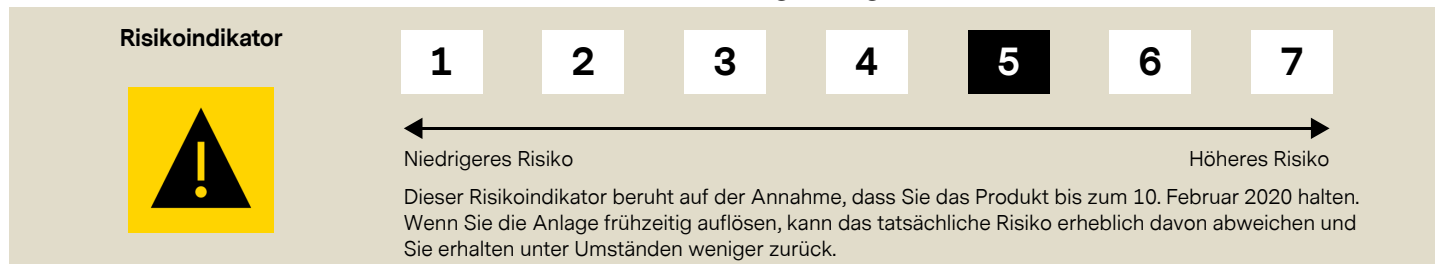 Risikoindikator
1 2 3 4 5 6 7
Niedrigeres Risiko Höheres Risiko
Dieser Risikoindikator beruht auf der Annahme, dass Sie das Produkt bis zum 10. Februar 2020 halten.
Wenn Sie die Anlage frühzeitig auflösen, kann das tatsächliche Risiko erheblich davon abweichen und
Sie erhalten unter Umständen weniger zurück.